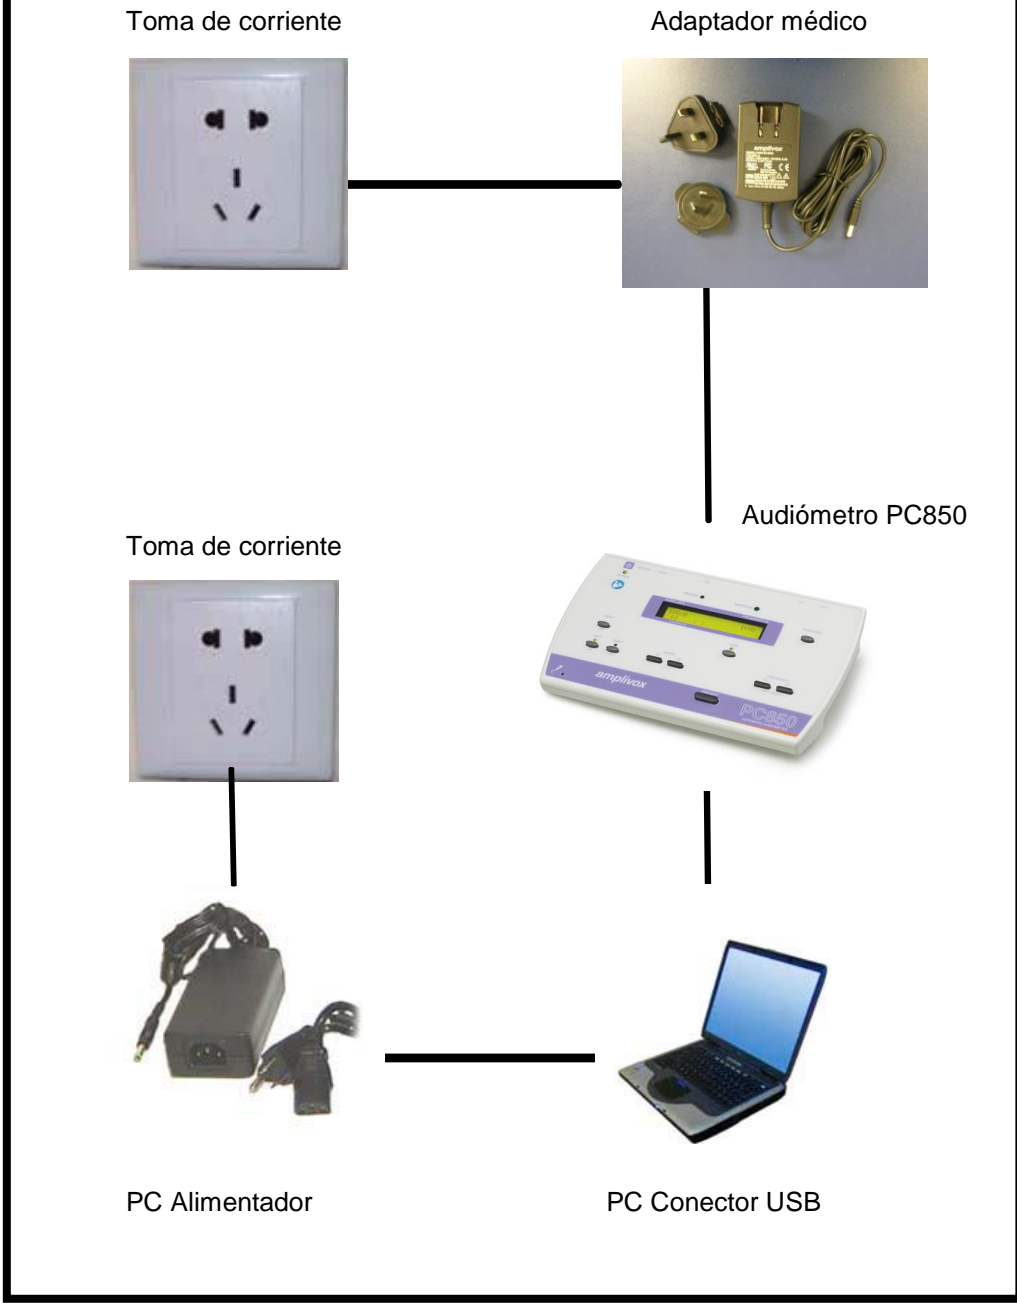 Toma de corriente
Adaptador médico
amplivox
Audiómetro PC850
Toma de corriente
amplivox
PC850
PC Alimentador
PC Conector USB